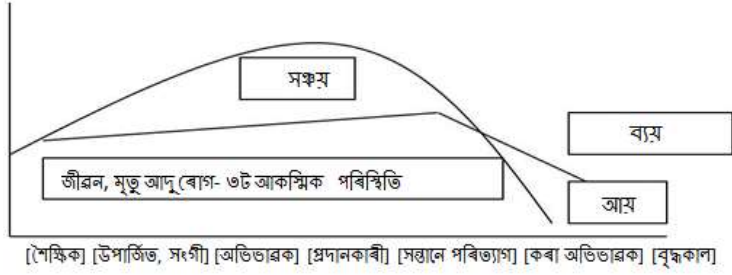 সঞ্চয়
ব্যয়
জীৱন, মৃত্যু আদু ৰোগ- ৩ট আকস্মিক পৰিস্থিতি
আয়
[শৈক্ষিক] [উপাৰ্জিত, সংগী] [অভিভাৱক] [প্ৰদানকাৰী] [সন্তানে পৰিত্যাগ] [কৰা অভিভাৱক] [বৃদ্ধকাল]